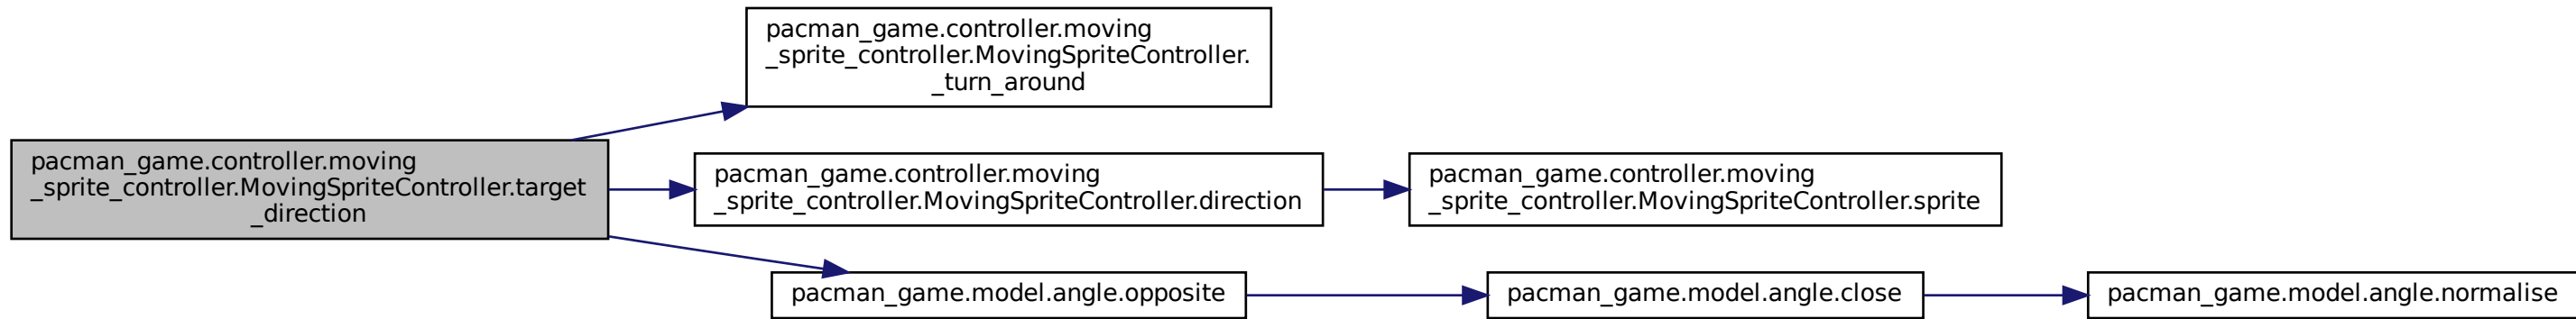 pacman_game.controller.moving
_sprite_controller.MovingSpriteController.
_turn_around
pacman_game.controller.moving
_sprite_controller.MovingSpriteController.target
_direction
pacman_game.controller.moving
_sprite_controller.MovingSpriteController.direction
pacman_game.controller.moving
_sprite_controller.MovingSpriteController.sprite
pacman_game.model.angle.opposite
pacman_game.model.angle.close
pacman_game.model.angle.normalise